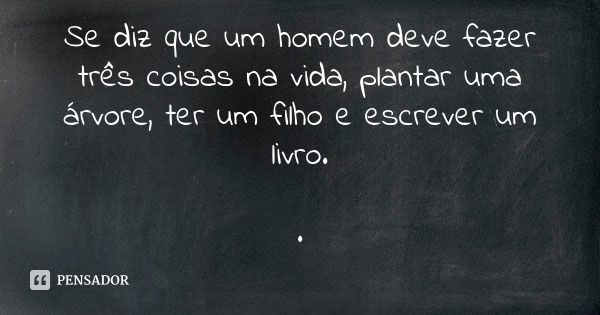 Se diz que um homem deve fazer
três coisas na vida, plantar uma
árvore, ter um filho e escrever um
livro.
.
PENSADOR